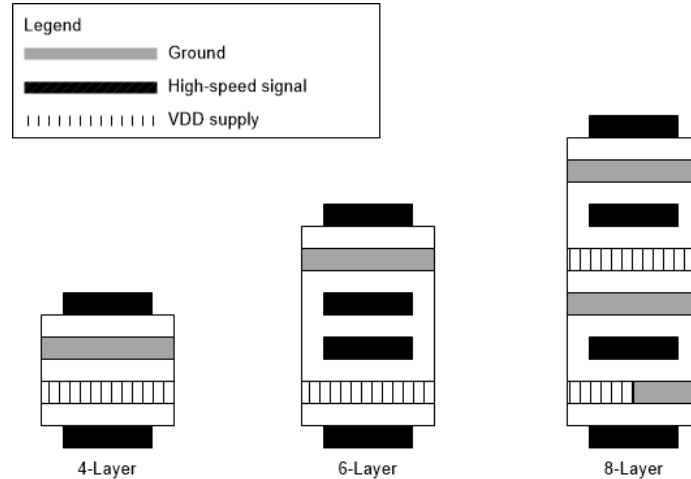 Legend
Ground
High-speed signal
VDD supply
4-Layer
6-Layer
8-Layer